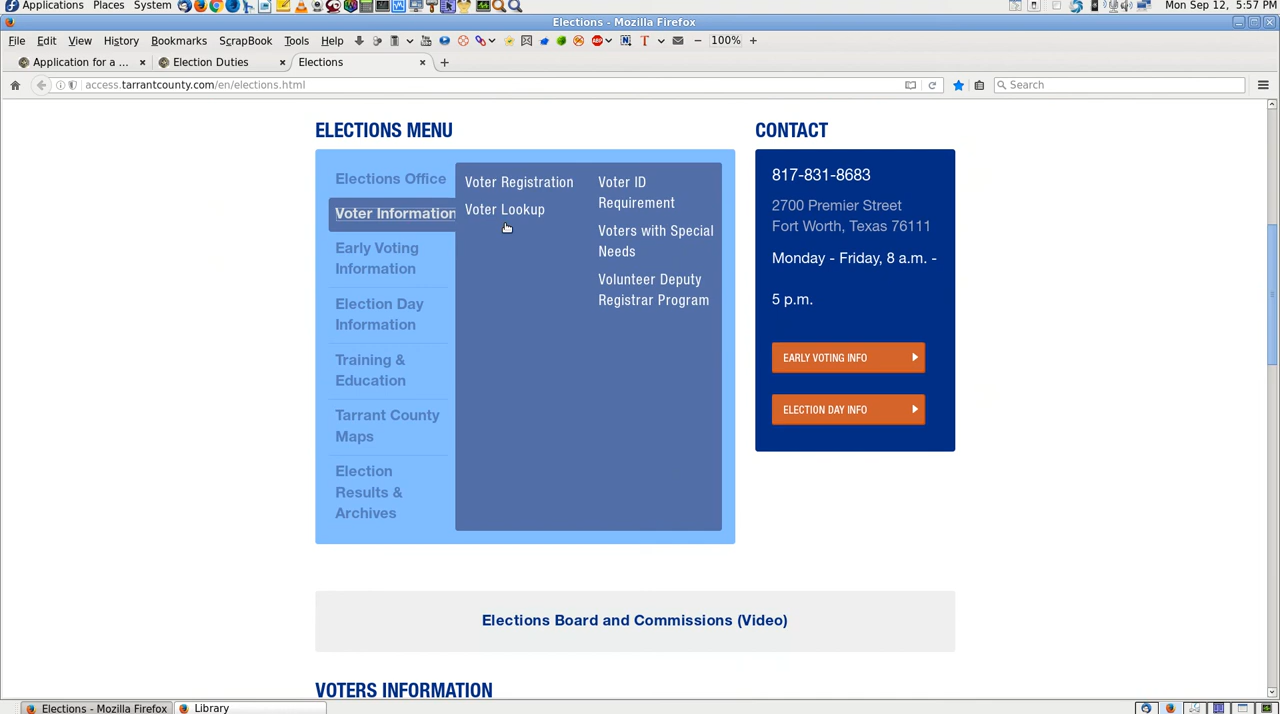 Applications Places System
Mon Sep 12, 5:57 PM
Elections - Mozilla Firefox
File Edit View History Bookmarks ScrapBook Tools Help 100%
Application for a ...
Election Duties
Elections
access.tarrantcounty.com/en/elections.html
Search
ELECTIONS MENU
Elections Office
Voter Information
Early Voting
Information
Election Day
Information
Training &
Education
Tarrant County
Maps
Election
Results &
Archives
Voter Registration
Voter Lookup
Voter ID
Requirement
Voters with Special
Needs
Volunteer Deputy
Registrar Program
CONTACT
817-831-8683
2700 Premier Street
Fort Worth, Texas 76111
Monday - Friday, 8 a.m. -
5 p.m.
EARLY VOTING INFO
ELECTION DAY INFO
Elections Board and Commissions (Video)
VOTERS INFORMATION
Elections - Mozilla Firefox
Library